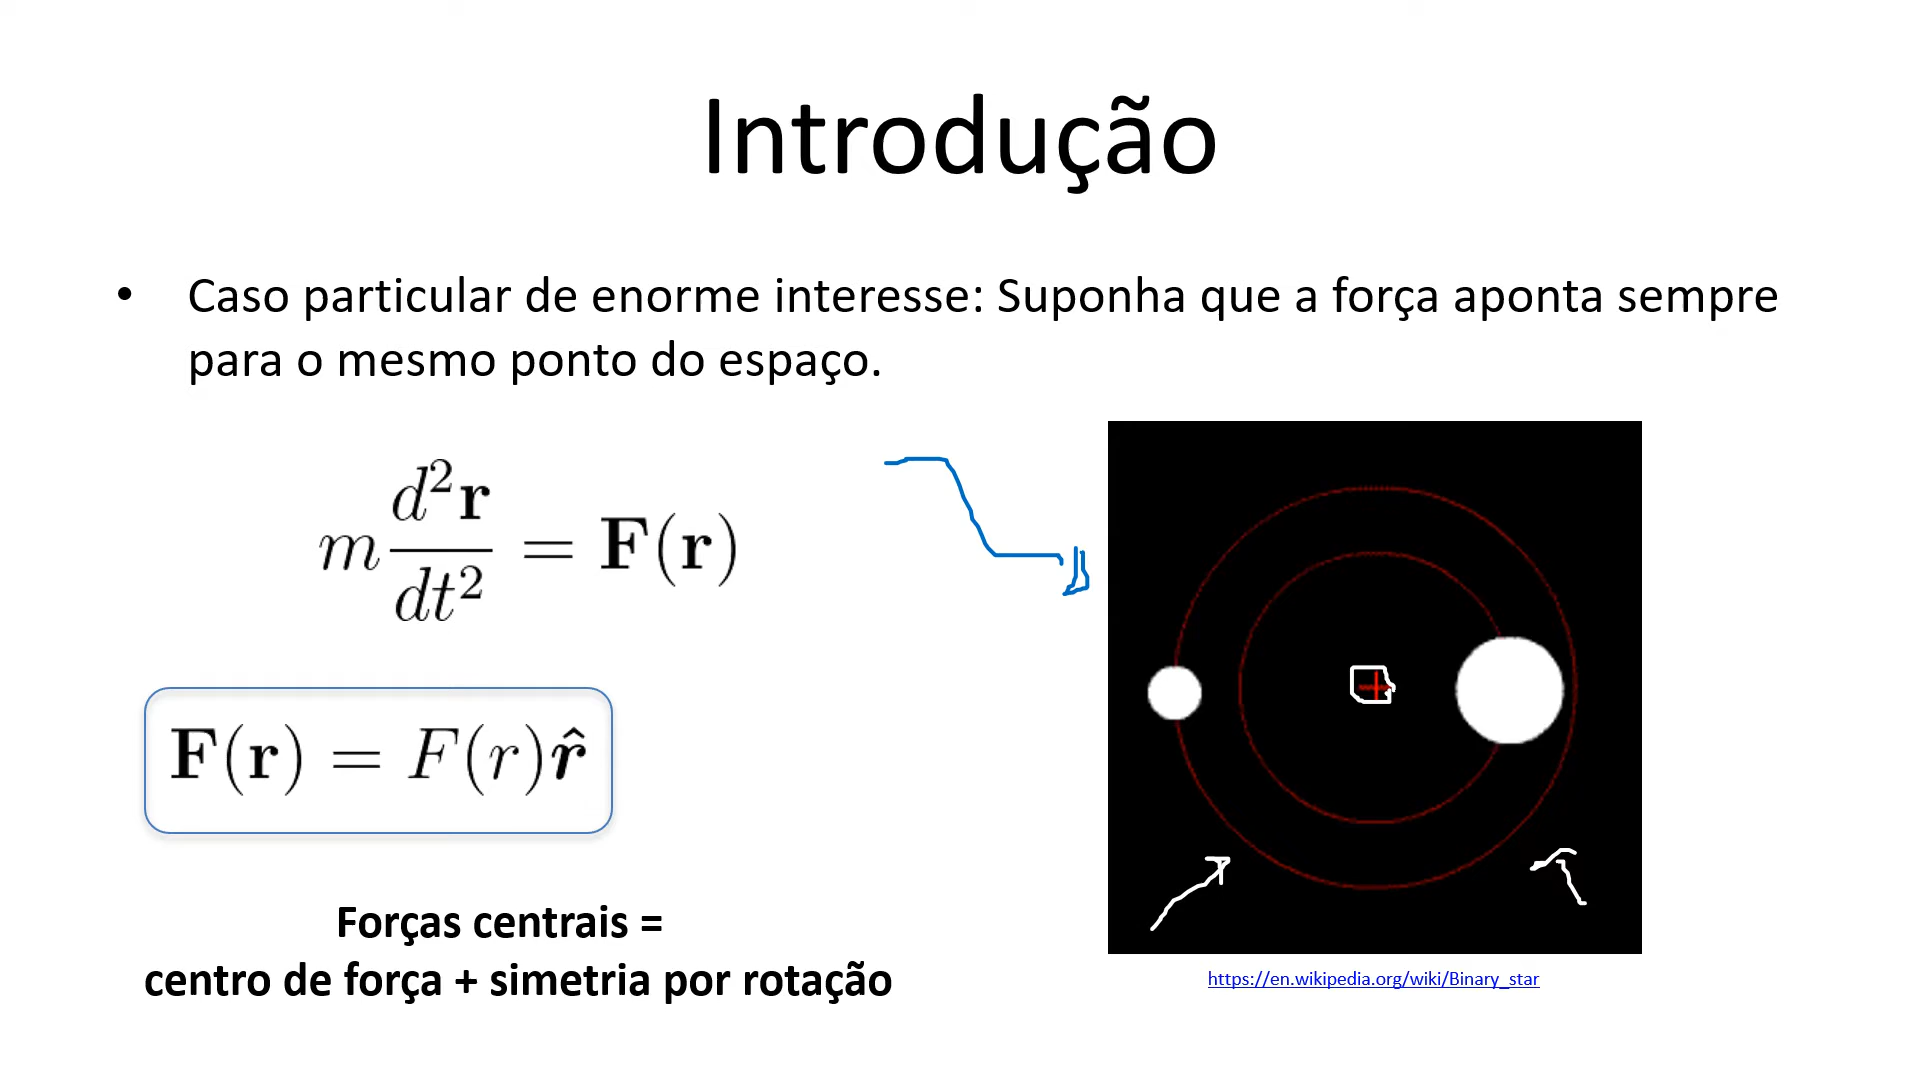 Introdução
• Caso particular de enorme interesse: Suponha que a força aponta sempre
para o mesmo ponto do espaço.
m d²𝐫/dt² = 𝐅(𝐫)
𝐅(𝐫) = F(r)𝒓̂
Forças centrais =
centro de força + simetria por rotação
https://en.wikipedia.org/wiki/Binary_star